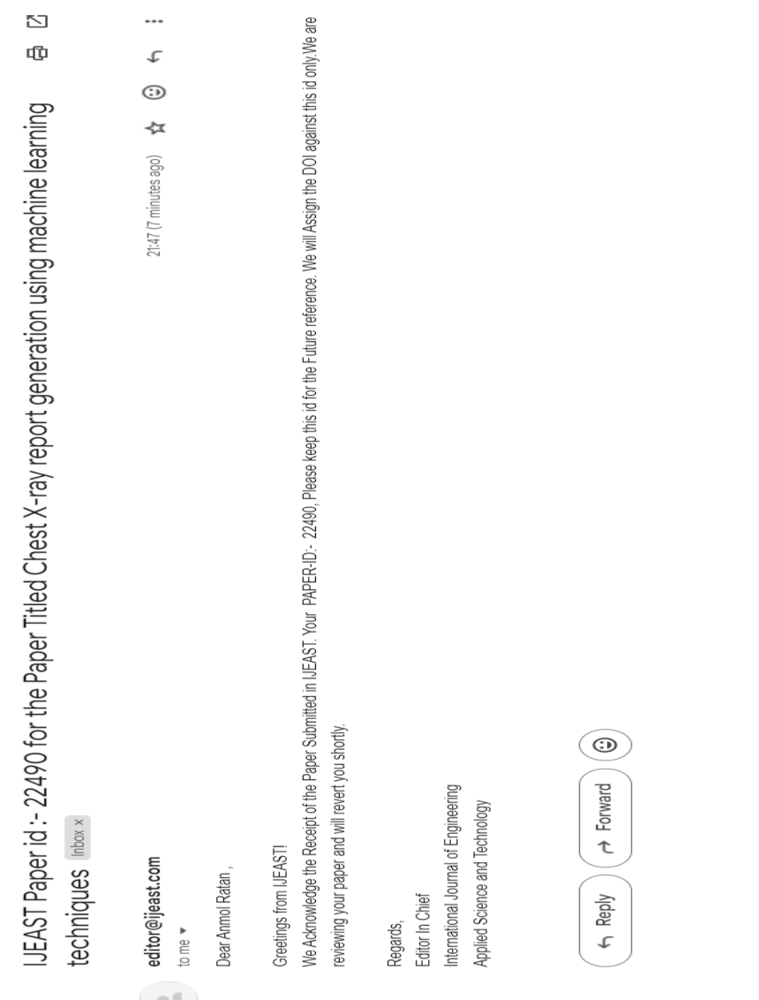 IJEAST Paper id :- 22490 for the Paper Titled Chest X-ray report generation using machine learning
techniques Inbox x
editor@ijeast.com 21:47 (7 minutes ago)
to me
Dear Anmol Ratan ,
Greetings from IJEAST!
We Acknowledge the Receipt of the Paper Submitted in IJEAST. Your PAPER-ID:- 22490, Please keep this id for the Future reference. We will Assign the DOI against this id only.We are
reviewing your paper and will revert you shortly.
Regards,
Editor In Chief
International Journal of Engineering
Applied Science and Technology
Reply Forward